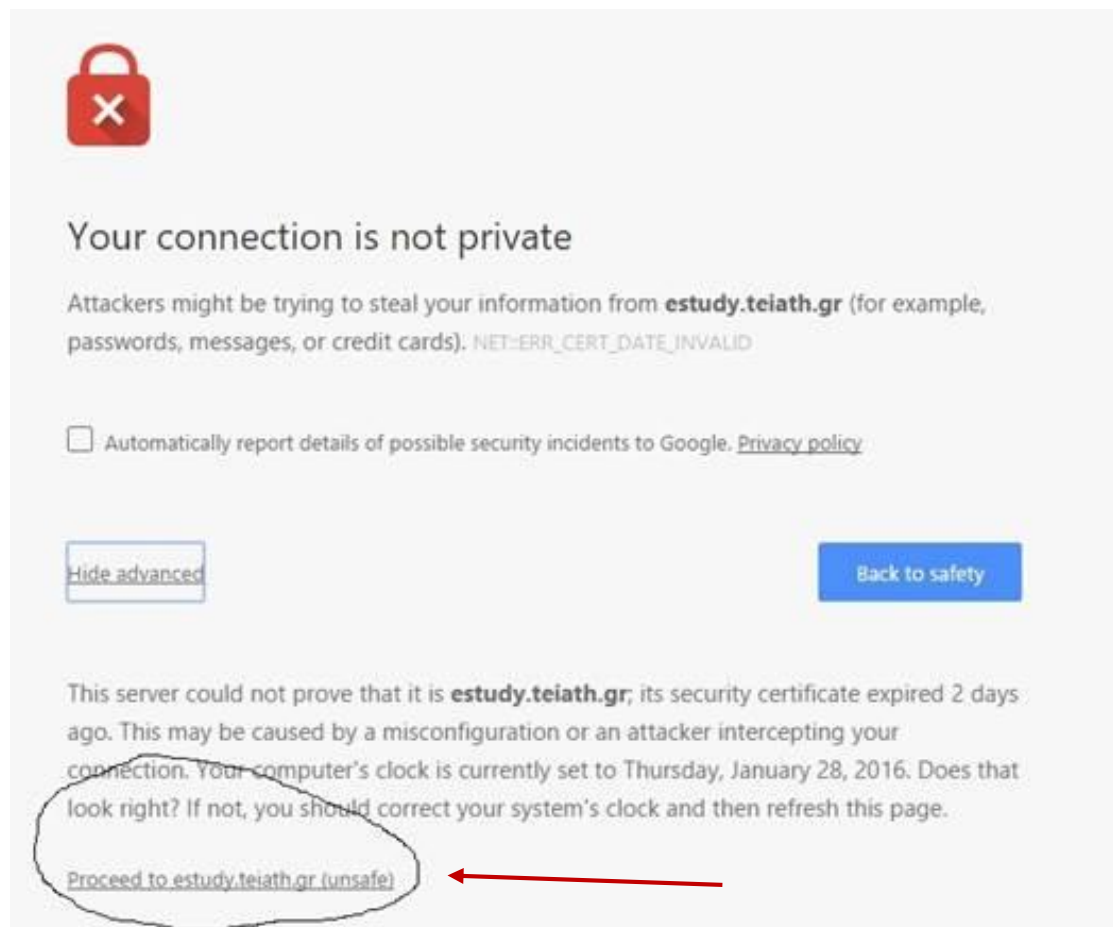 Your connection is not private
Attackers might be trying to steal your information from estudy.teiath.gr (for example,
passwords, messages, or credit cards). NET::ERR_CERT_DATE_INVALID
Automatically report details of possible security incidents to Google. Privacy policy
Hide advanced
Back to safety
This server could not prove that it is estudy.teiath.gr; its security certificate expired 2 days
ago. This may be caused by a misconfiguration or an attacker intercepting your
connection. Your computer's clock is currently set to Thursday, January 28, 2016. Does that
look right? If not, you should correct your system's clock and then refresh this page.
Proceed to estudy.teiath.gr (unsafe)